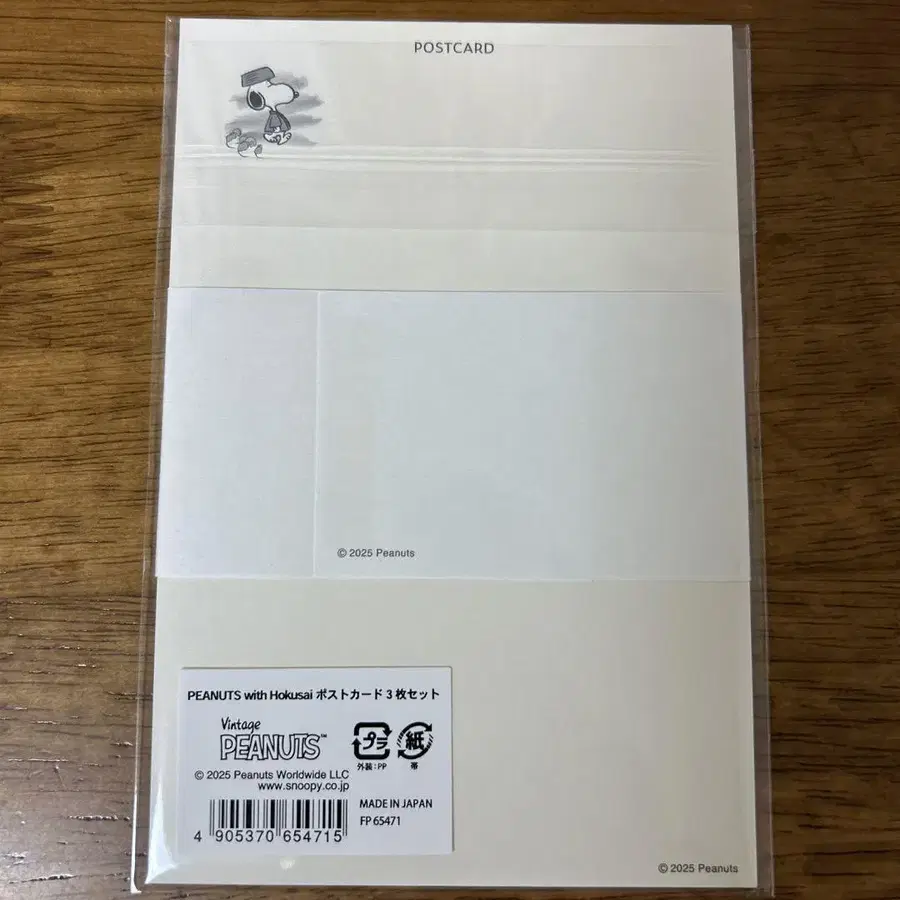 POSTCARD
© 2025 Peanuts
PEANUTS with Hokusai ポストカード 3 枚セット
Vintage
PEANUTS™
プラ
紙
外装:PP
帯
© 2025 Peanuts Worldwide LLC
www.snoopy.co.jp
MADE IN JAPAN
FP 65471
4 905370 654715
© 2025 Peanuts